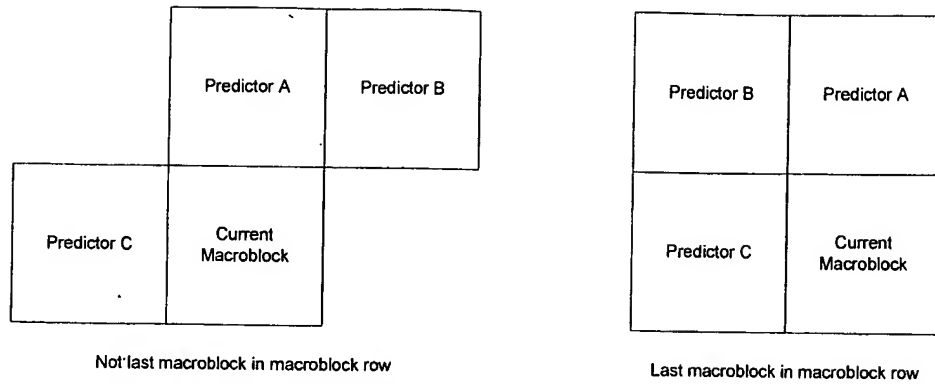 Predictor A
Predictor B
Predictor C
Current
Macroblock
Not last macroblock in macroblock row
Predictor B
Predictor A
Predictor C
Current
Macroblock
Last macroblock in macroblock row